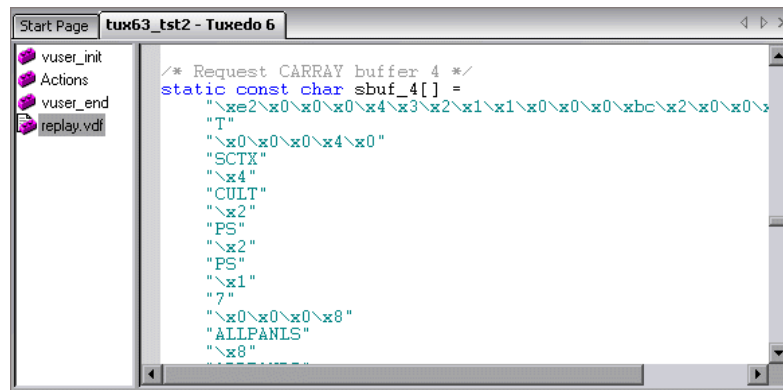 Start Page
tux63_tst2 - Tuxedo 6
vuser_init
Actions
vuser_end
replay.vdf
/* Request CARRAY buffer 4 */
static const char sbuf_4[] =
"\xe2\x0\x0\x0\x4\x3\x2\x1\x1\x0\x0\x0\xbc\x2\x0\x0\x
"T"
"\x0\x0\x0\x4\x0"
"SCTX"
"\x4"
"CULT"
"\x2"
"PS"
"\x2"
"PS"
"\x1"
"7"
"\x0\x0\x0\x8"
"ALLPANLS"
"\x8"